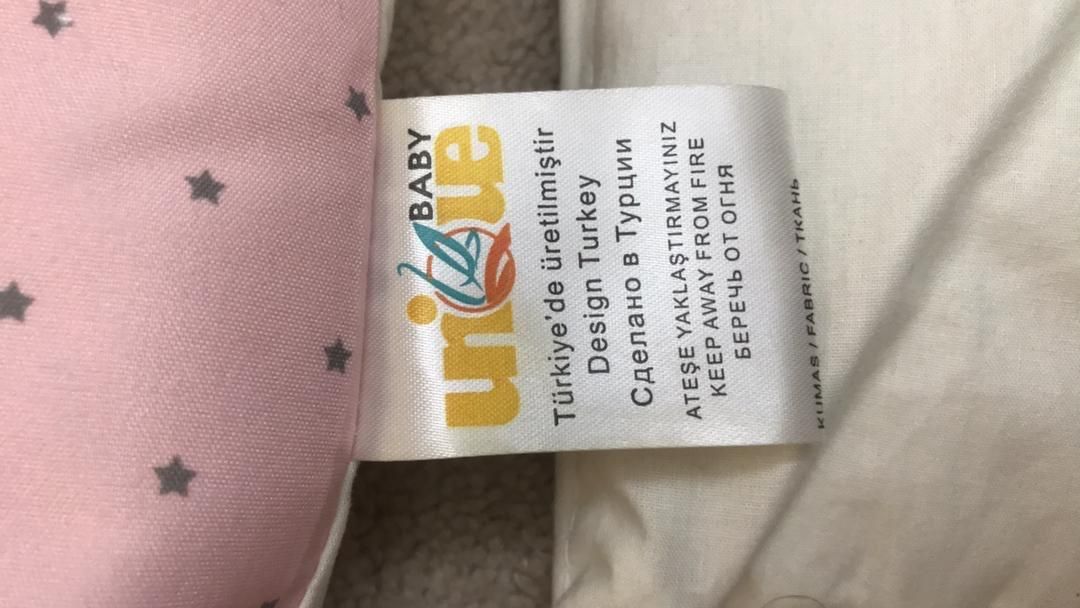 BABY
unique
Türkiye'de üretilmiştir
Design Turkey
Сделано в Турции
ATEŞE YAKLAŞTIRMAYINIZ
KEEP AWAY FROM FIRE
БЕРЕЧЬ ОТ ОГНЯ
KUMAŞ / FABRIC / ТКАНЬ